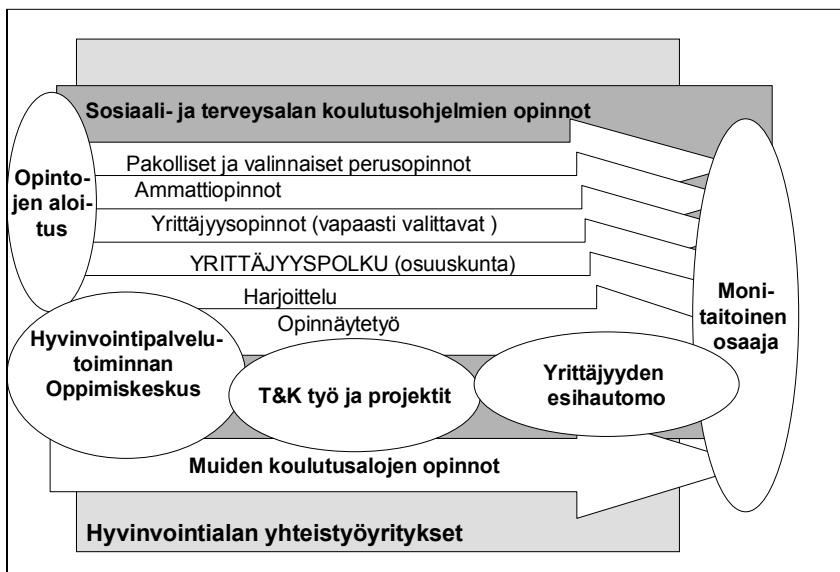 Sosiaali- ja terveysalan koulutusohjelmien opinnot
Opinto-
jen aloi-
tus
Pakolliset ja valinnaiset perusopinnot
Ammattiopinnot
Yrittäjyysopinnot (vapaasti valittavat )
YRITTÄJYYSPOLKU (osuuskunta)
Harjoittelu
Opinnäytetyö
Moni-
taitoinen
osaaja
Hyvinvointipalvelu-
toiminnan
Oppimiskeskus
T&K työ ja projektit
Yrittäjyyden
esihautomo
Muiden koulutusalojen opinnot
Hyvinvointialan yhteistyöyritykset